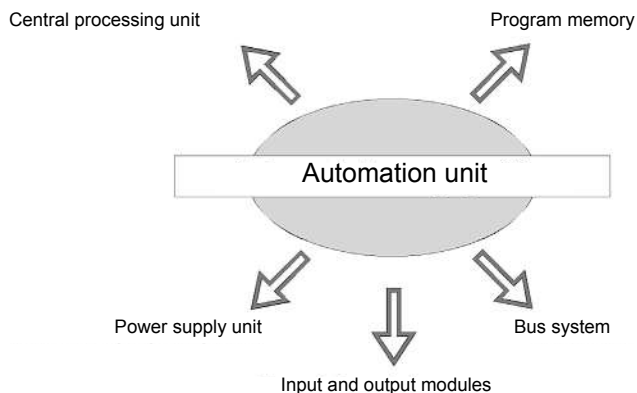 Central processing unit
Program memory
Automation unit
Power supply unit
Bus system
Input and output modules